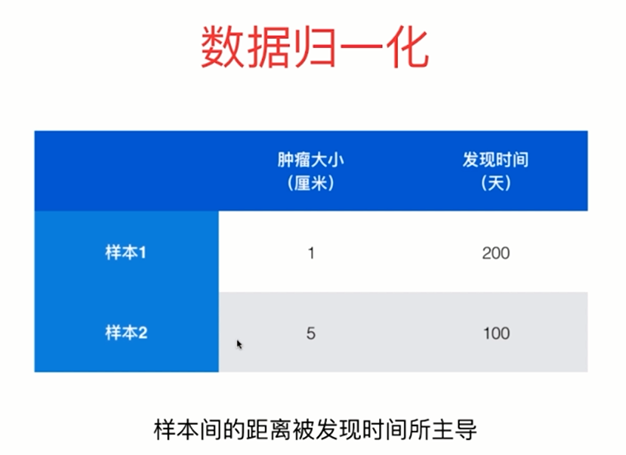 数据归一化
肿瘤大小 发现时间
（厘米） （天）
样本1 1 200
样本2 5 100
样本间的距离被发现时间所主导